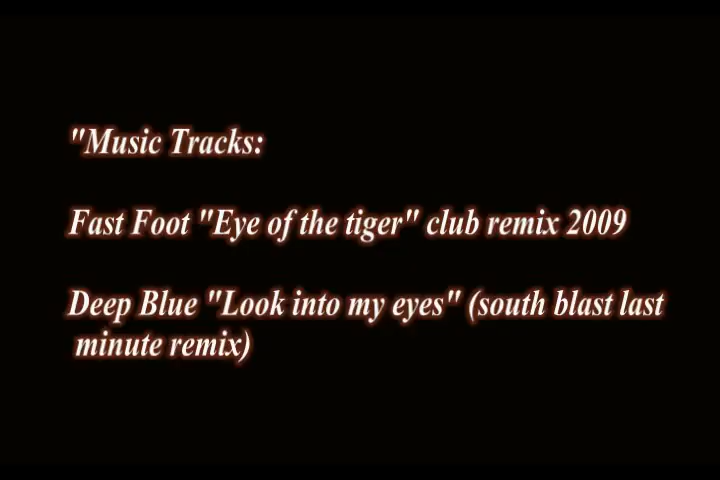 "Music Tracks:
Fast Foot "Eye of the tiger" club remix 2009
Deep Blue "Look into my eyes" (south blast last
minute remix)